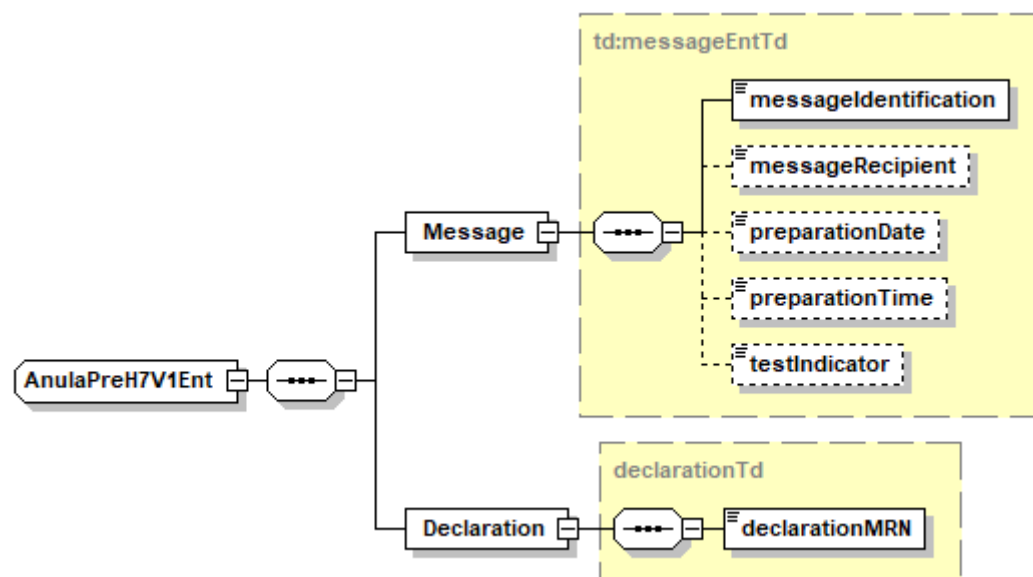 td:messageEntTd
messageIdentification
messageRecipient
preparationDate
Message
preparationTime
testIndicator
AnulaPreH7V1Ent
declarationTd
Declaration
declarationMRN